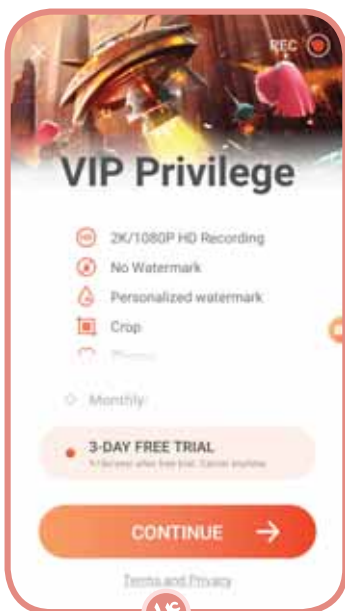 REC
VIP Privilege
2K/1080P HD Recording
No Watermark
Personalized watermark
Crop
Monthly
3-DAY FREE TRIAL
CONTINUE
Terms and Privacy